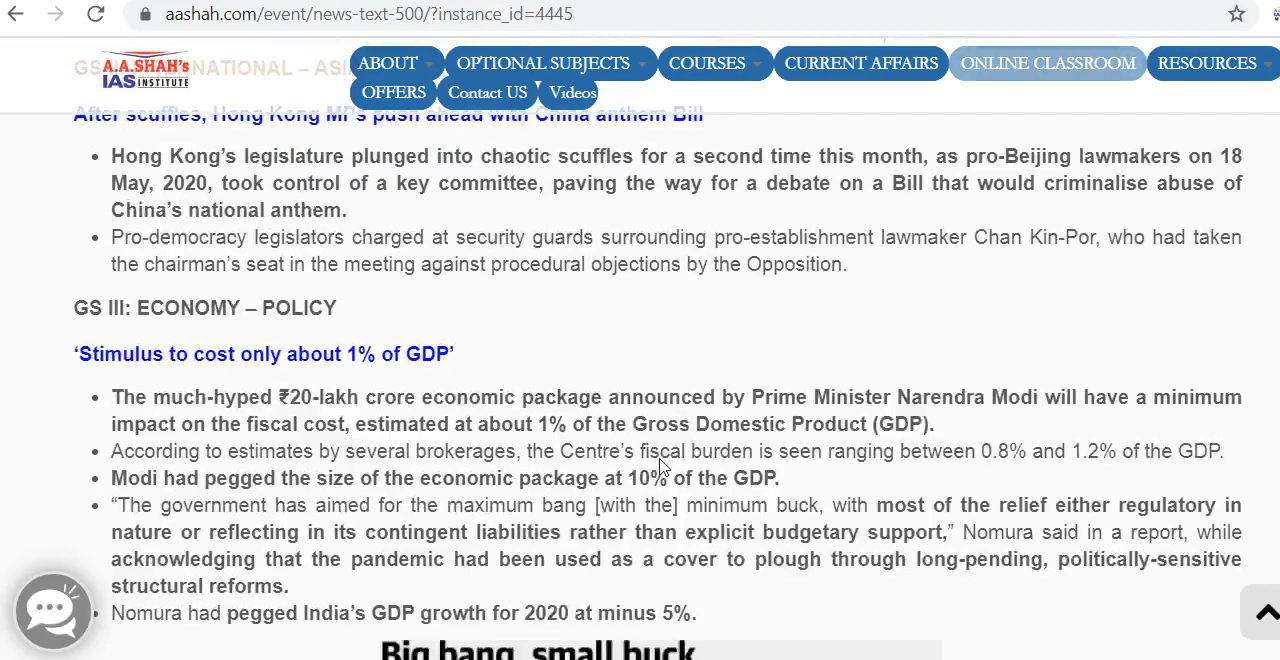 aashah.com/event/news-text-500/?instance_id=4445
A.A.SHAH's
IAS INSTITUTE
ABOUT OPTIONAL SUBJECTS COURSES CURRENT AFFAIRS ONLINE CLASSROOM RESOURCES
OFFERS Contact US Videos
After scuffles, Hong Kong MPs push ahead with China anthem Bill
• Hong Kong’s legislature plunged into chaotic scuffles for a second time this month, as pro-Beijing lawmakers on 18
May, 2020, took control of a key committee, paving the way for a debate on a Bill that would criminalise abuse of
China’s national anthem.
• Pro-democracy legislators charged at security guards surrounding pro-establishment lawmaker Chan Kin-Por, who had taken
the chairman’s seat in the meeting against procedural objections by the Opposition.
GS III: ECONOMY – POLICY
‘Stimulus to cost only about 1% of GDP’
• The much-hyped ₹20-lakh crore economic package announced by Prime Minister Narendra Modi will have a minimum
impact on the fiscal cost, estimated at about 1% of the Gross Domestic Product (GDP).
• According to estimates by several brokerages, the Centre’s fiscal burden is seen ranging between 0.8% and 1.2% of the GDP.
• Modi had pegged the size of the economic package at 10% of the GDP.
• “The government has aimed for the maximum bang [with the] minimum buck, with most of the relief either regulatory in
nature or reflecting in its contingent liabilities rather than explicit budgetary support,” Nomura said in a report, while
acknowledging that the pandemic had been used as a cover to plough through long-pending, politically-sensitive
structural reforms.
• Nomura had pegged India’s GDP growth for 2020 at minus 5%.
Big bang, small buck